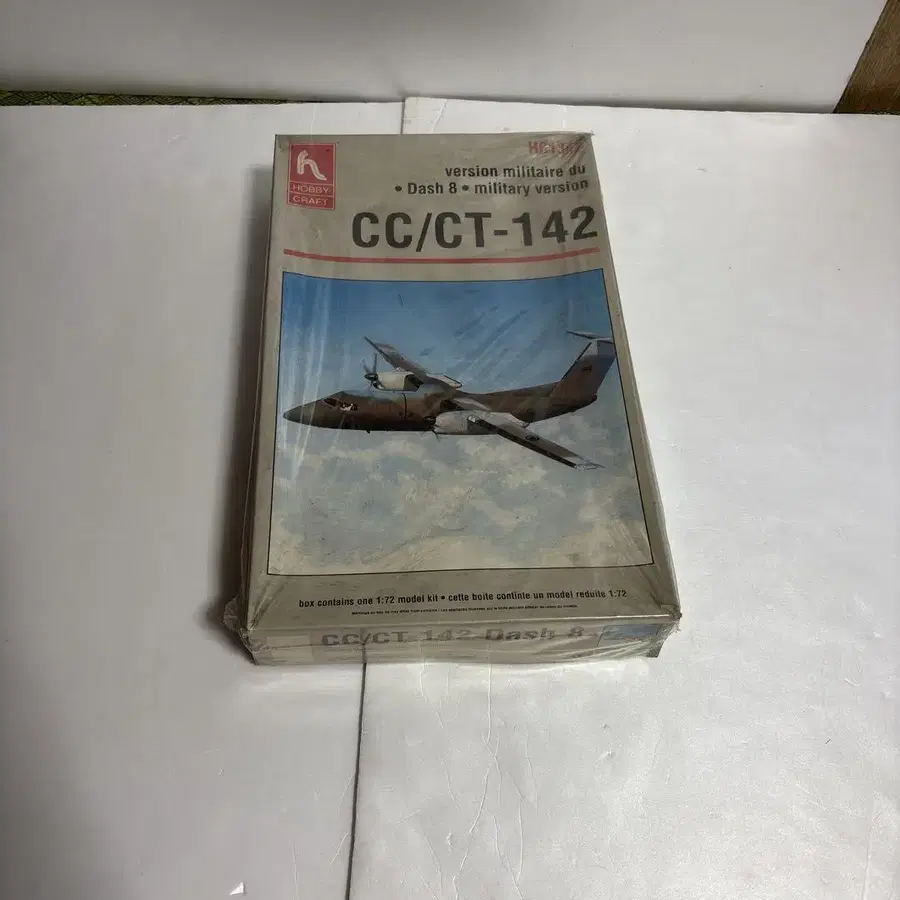 HOBBY
CRAFT
version militaire du
• Dash 8 • military version
CC/CT-142
box contains one 1:72 model kit • cette boite continte un model reduite 1:72
CC/CT-142 Dash 8